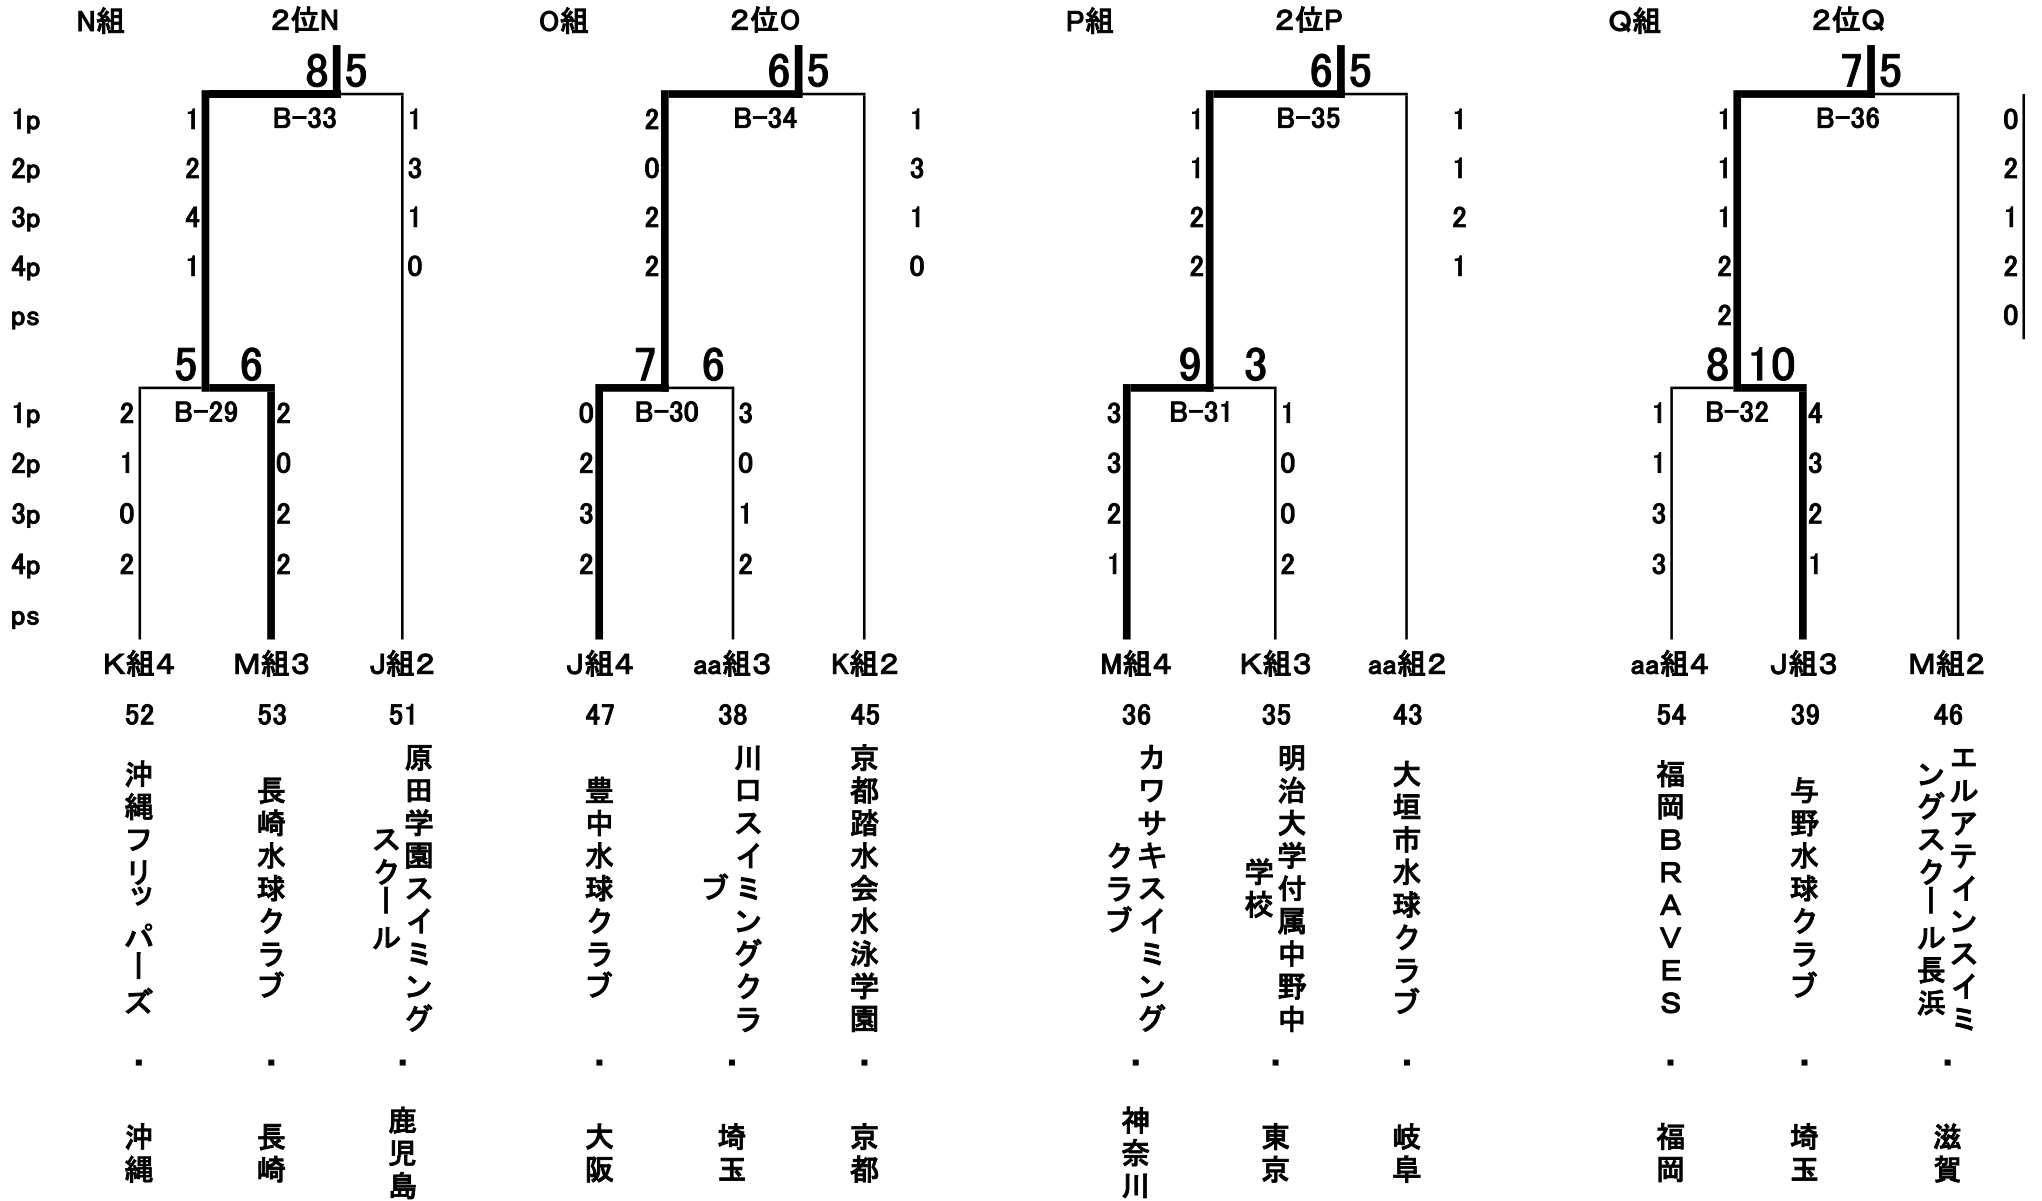 N組 2位N O組 2位O P組 2位P Q組 2位Q
8 5 6 5 6 5 7 5
1p 1 B-33 1 2 B-34 1 1 B-35 1 1 B-36 0
2p 2 3 0 3 1 1 1 2
3p 4 1 2 1 2 2 1 1
4p 1 0 2 0 2 1 2 2
ps 2 0
5 6 7 6 9 3 8 10
1p 2 B-29 2 0 B-30 3 3 B-31 1 1 B-32 4
2p 1 0 2 0 3 0 1 3
3p 0 2 3 1 2 0 3 2
4p 2 2 2 2 1 2 3 1
ps
K組4 M組3 J組2 J組4 aa組3 K組2 M組4 K組3 aa組2 aa組4 J組3 M組2
52 53 51 47 38 45 36 35 43 54 39 46
沖縄フリッパーズ
長崎水球クラブ
原田学園スイミング
スクール
豊中水球クラブ
川口スイミングクラ
ブ
京都踏水会水泳学園
カワサキスイミング
クラブ
明治大学付属中野中
学校
大垣市水球クラブ
福岡BRAVES
与野水球クラブ
エルアテインスイミ
ングスクール長浜
・ ・ ・ ・ ・ ・ ・ ・ ・ ・ ・ ・
沖縄
長崎
鹿児島
大阪
埼玉
京都
神奈川
東京
岐阜
福岡
埼玉
滋賀